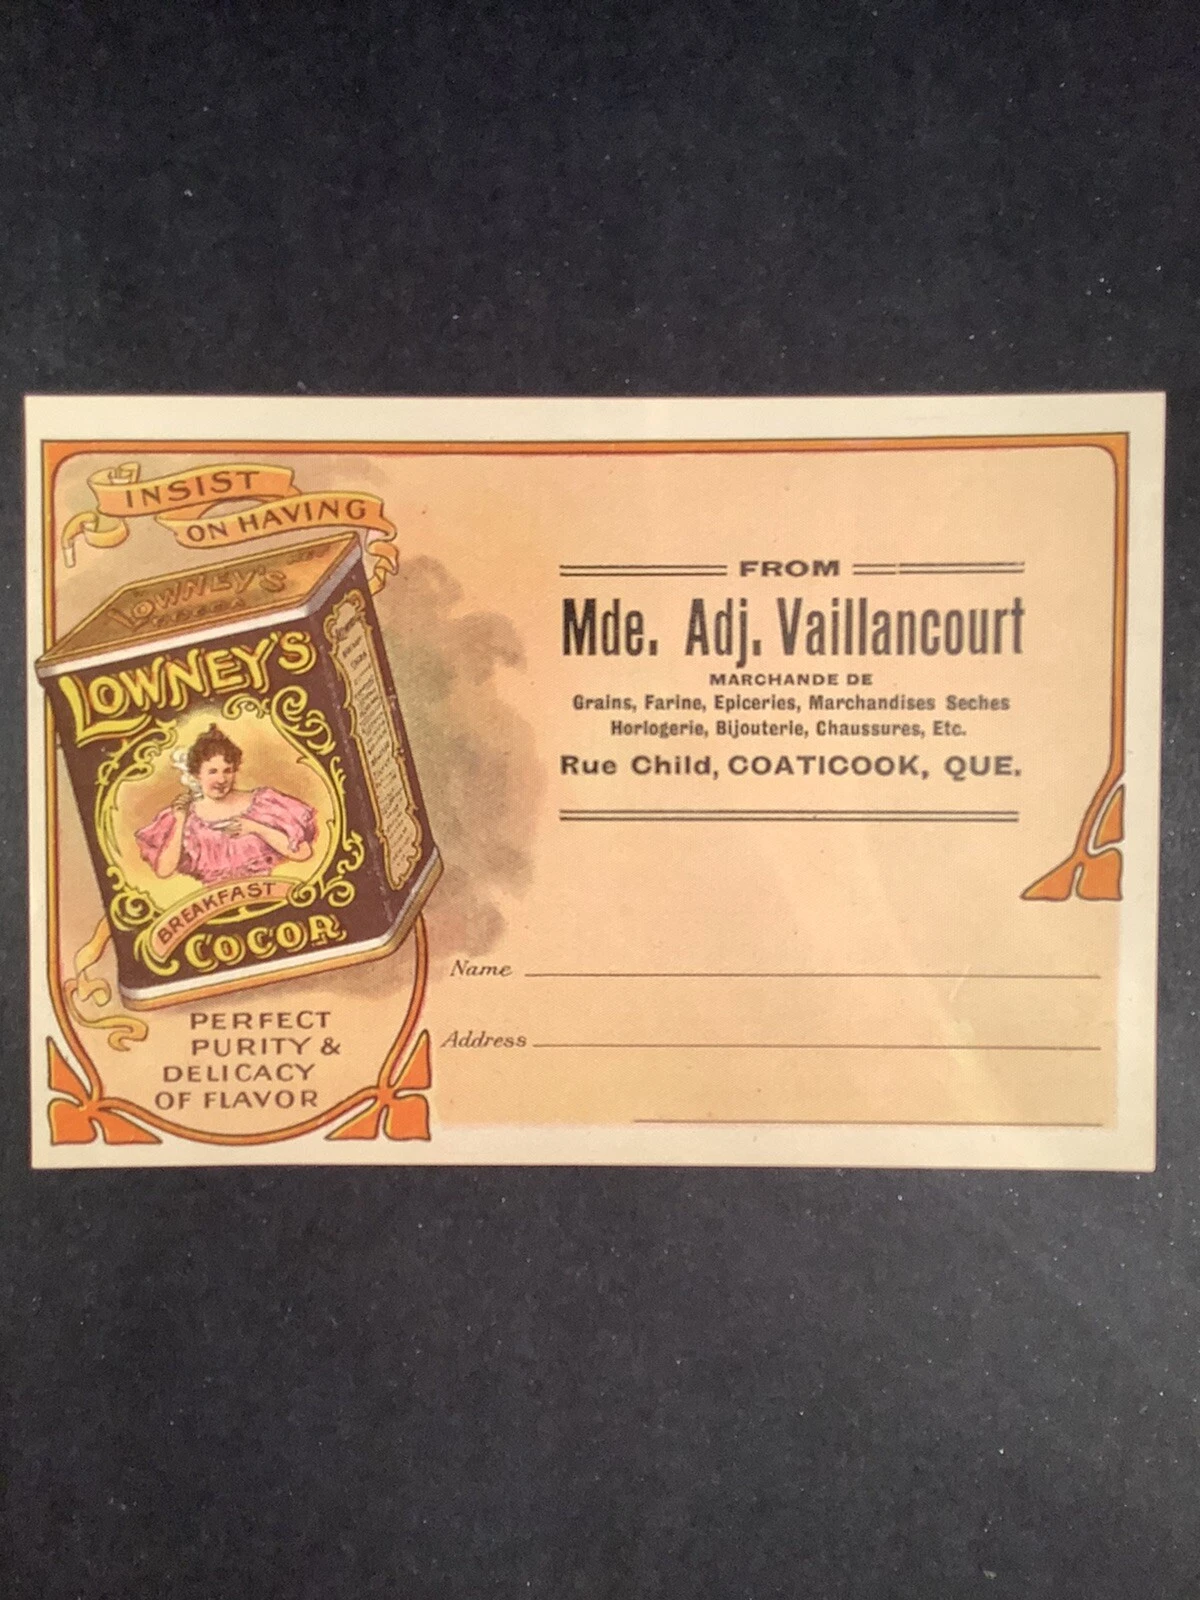 INSIST
ON HAVING
LOWNEY'S
COCOA
LOWNEY'S
BREAKFAST
COCOA
PERFECT
PURITY &
DELICACY
OF FLAVOR
FROM
Mde. Adj. Vaillancourt
MARCHANDE DE
Grains, Farine, Epiceries, Marchandises Seches
Horlogerie, Bijouterie, Chaussures, Etc.
Rue Child, COATICOOK, QUE.
Name
Address